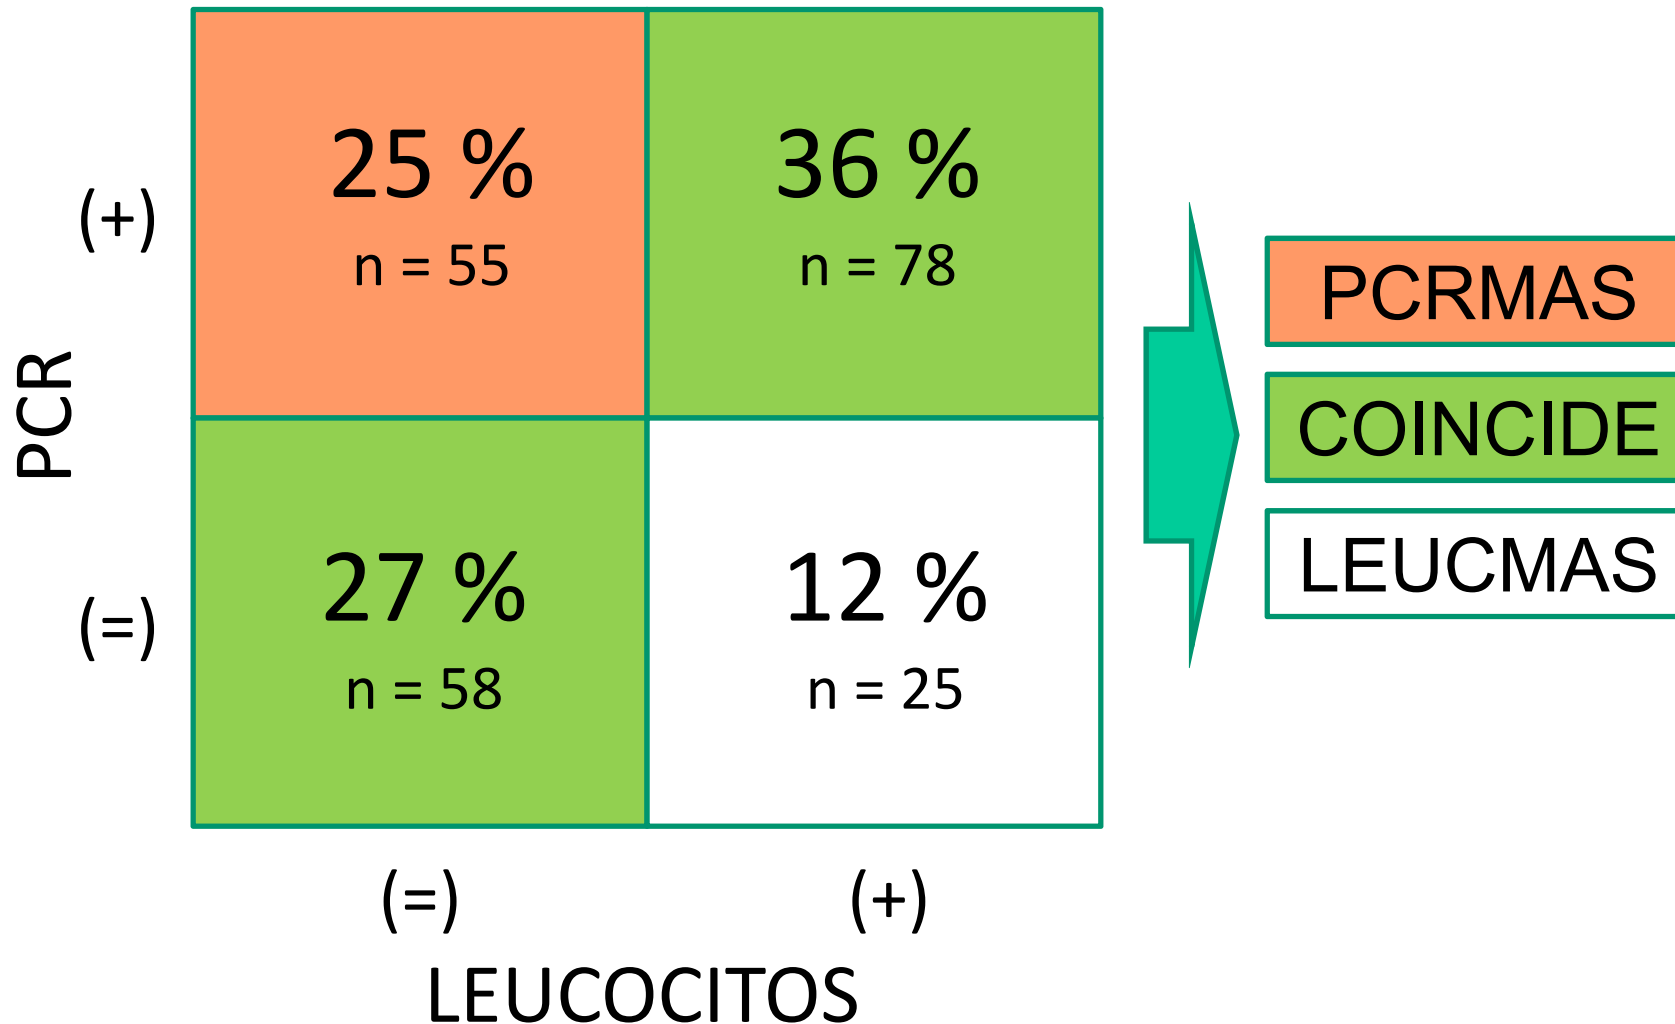 25 %
n = 55
36 %
n = 78
(+)
PCR
27 %
n = 58
12 %
n = 25
(=)
(=)
(+)
LEUCOCITOS
PCRMAS
COINCIDE
LEUCMAS